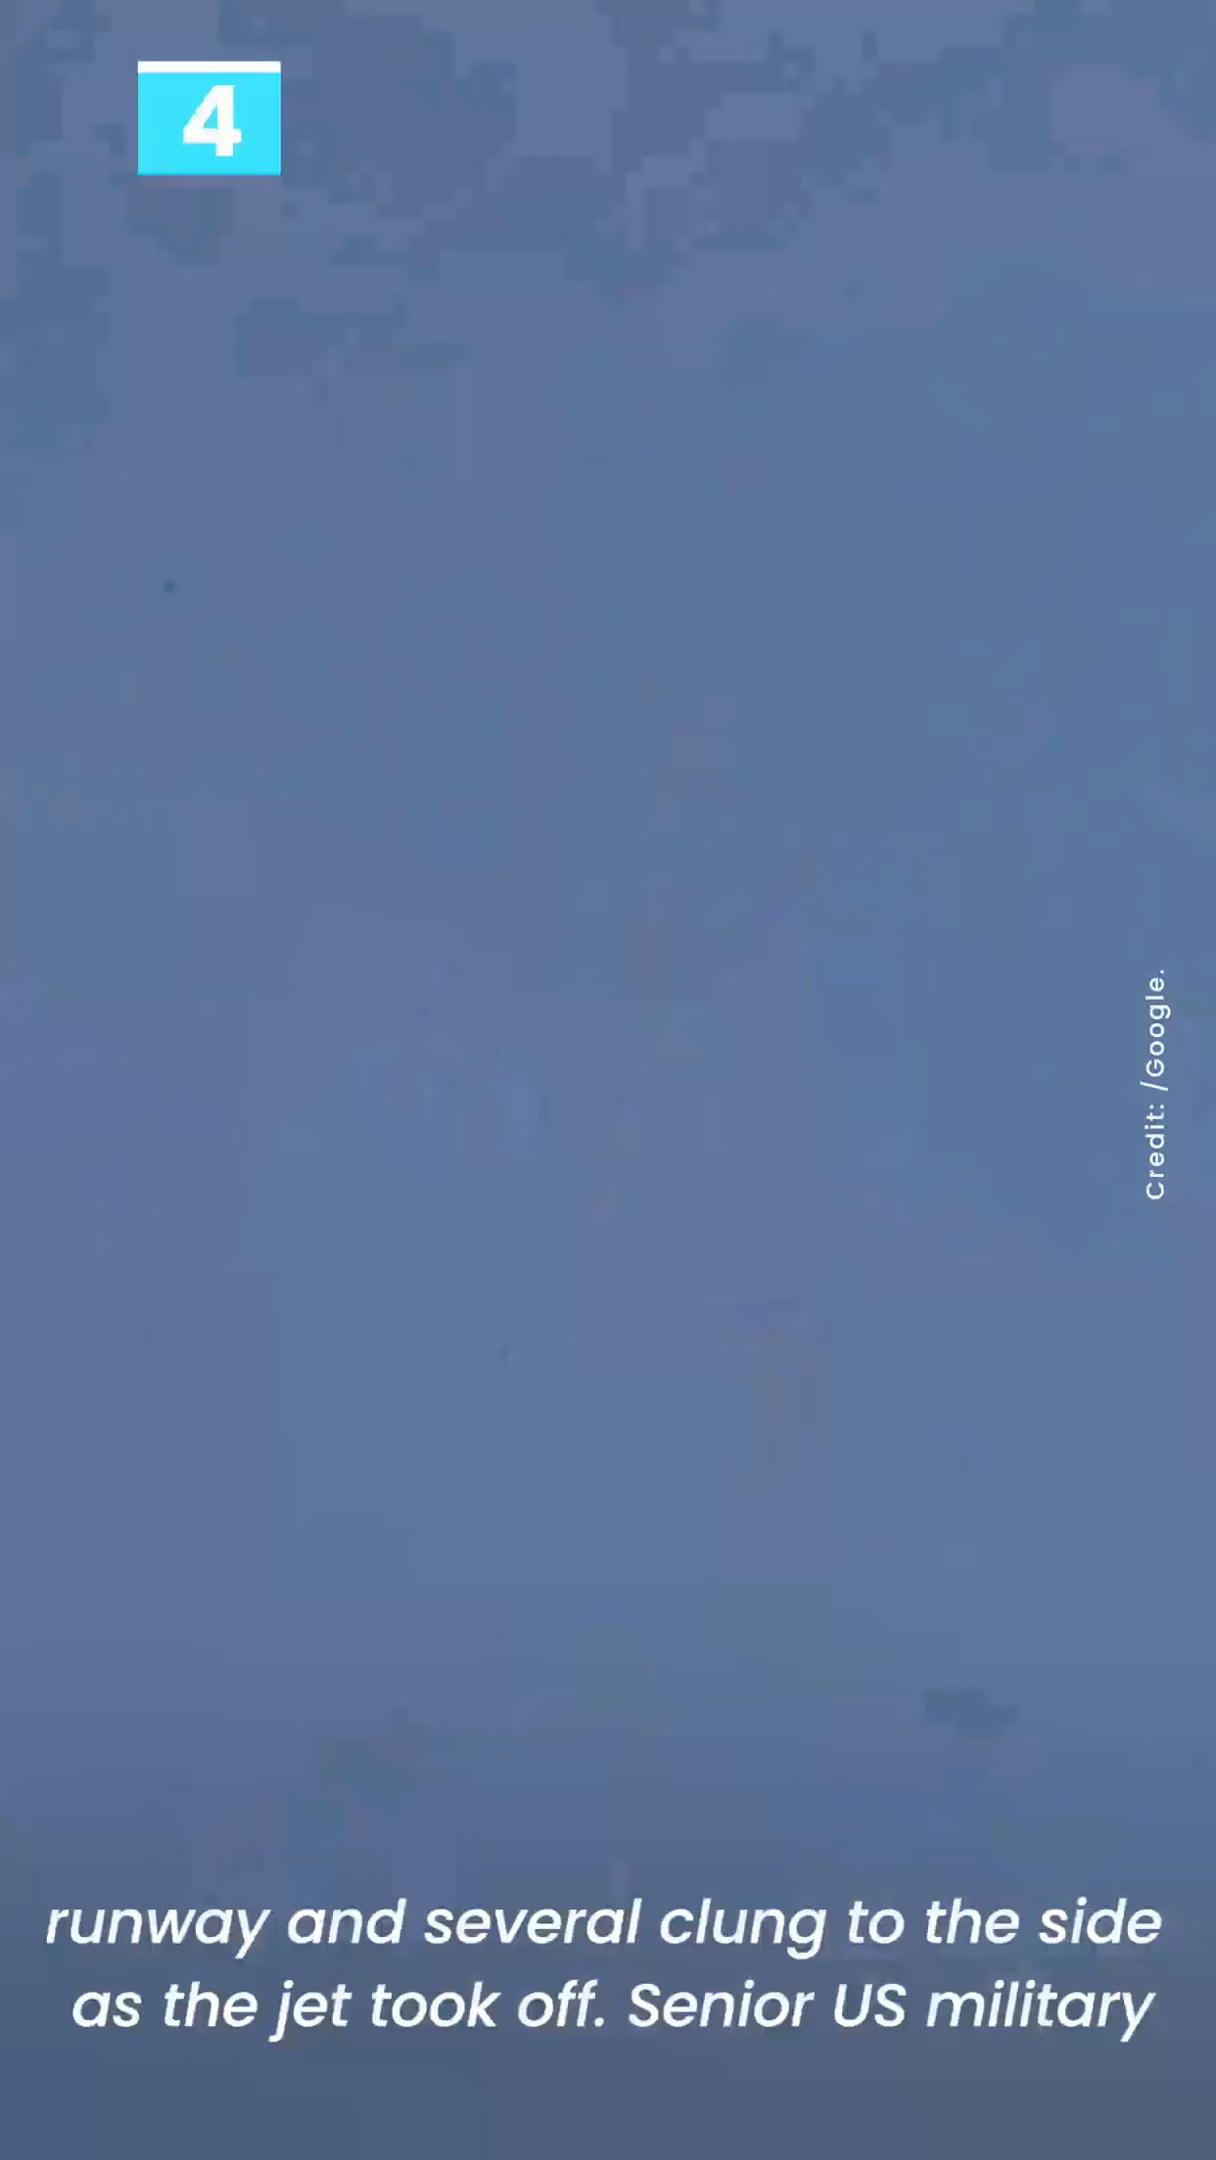 4
Credit: /Google.
runway and several clung to the side
as the jet took off. Senior US military